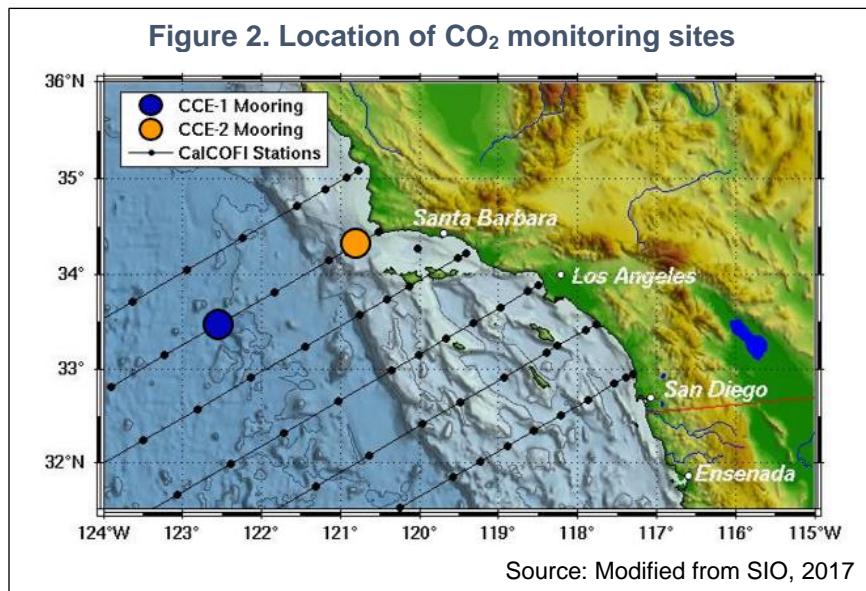 Figure 2. Location of CO₂ monitoring sites
36°N
CCE-1 Mooring
CCE-2 Mooring
CalCOFI Stations
35°
Santa Barbara
34°
Los Angeles
33°
San Diego
32°
Ensenada
124°W 123° 122° 121° 120° 119° 118° 117° 116° 115°W
Source: Modified from SIO, 2017